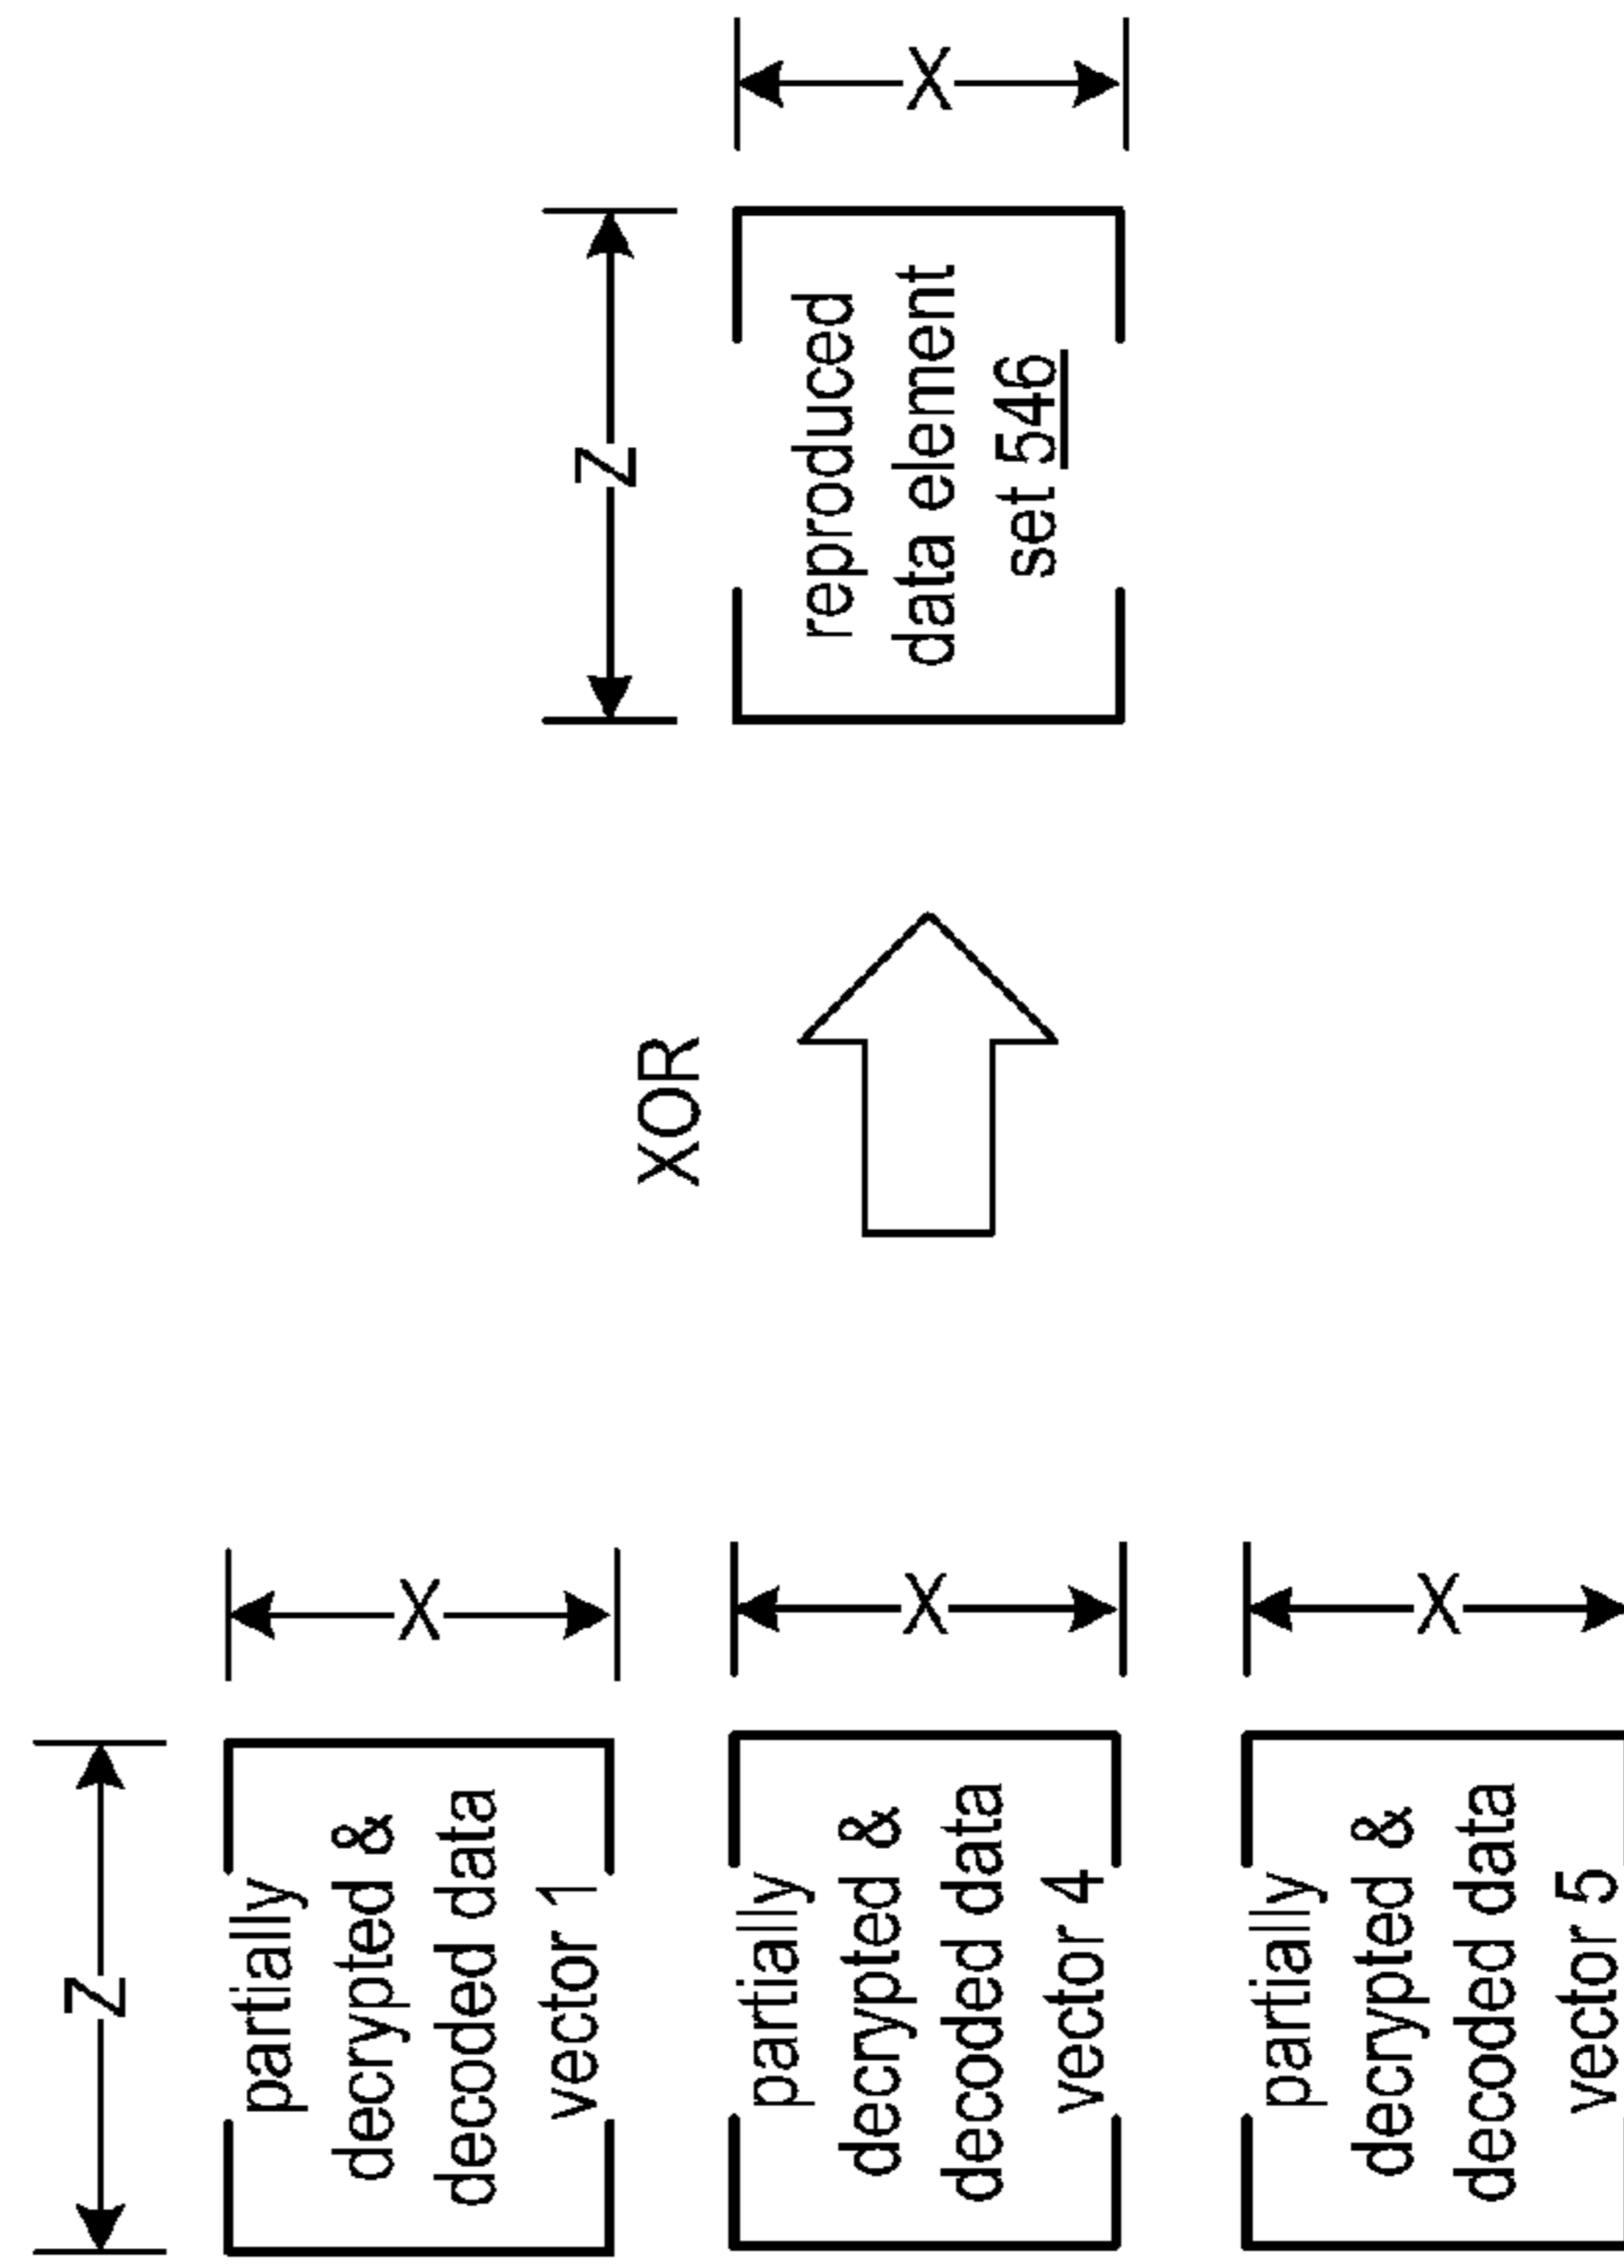 Z
partially
decrypted &
decoded data
vector 1
X
partially
decrypted &
decoded data
vector 4
X
partially
decrypted &
decoded data
vector 5
X
XOR
Z
reproduced
data element
set 546
X